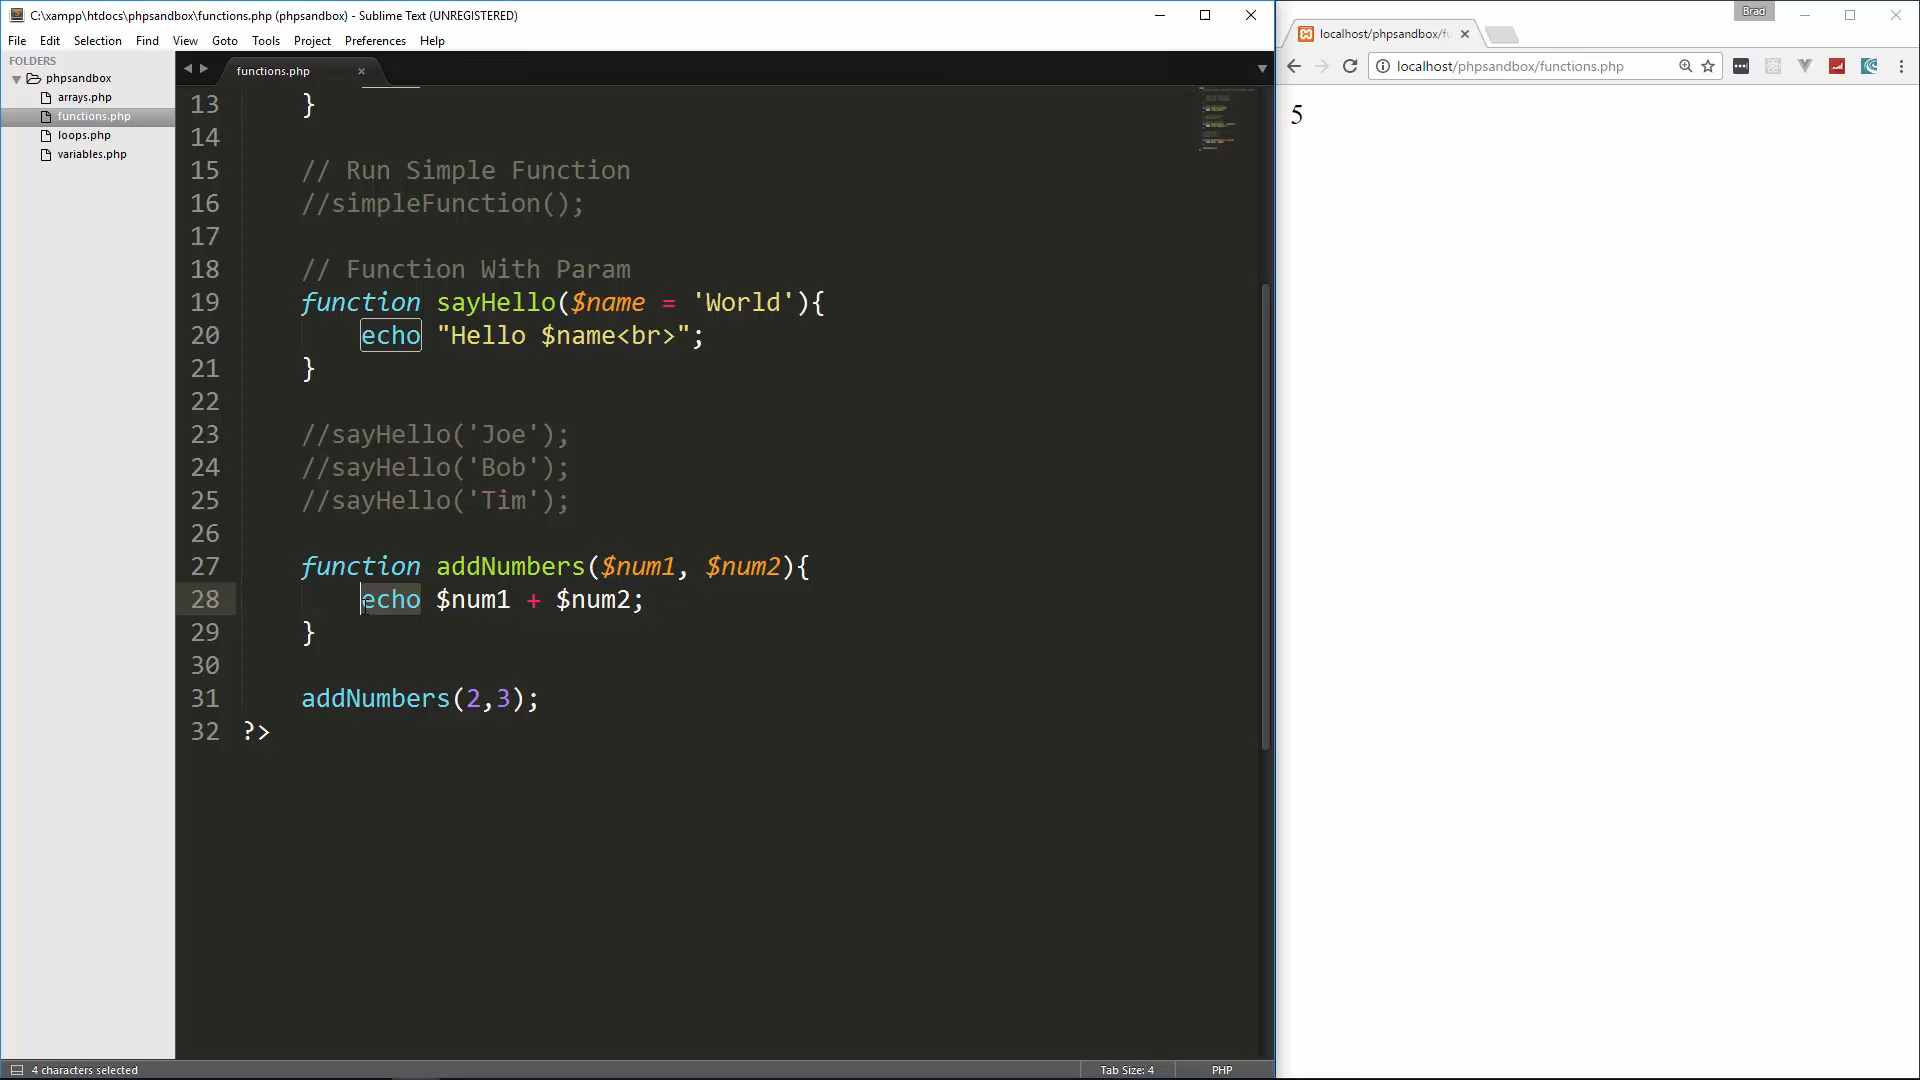 C:\xampp\htdocs\phpsandbox\functions.php (phpsandbox) - Sublime Text (UNREGISTERED)
File Edit Selection Find View Goto Tools Project Preferences Help
FOLDERS
phpsandbox
arrays.php
functions.php
loops.php
variables.php
functions.php
13 }
14
15 // Run Simple Function
16 //simpleFunction();
17
18 // Function With Param
19 function sayHello($name = 'World'){
20 echo "Hello $name<br>";
21 }
22
23 //sayHello('Joe');
24 //sayHello('Bob');
25 //sayHello('Tim');
26
27 function addNumbers($num1, $num2){
28 echo $num1 + $num2;
29 }
30
31 addNumbers(2,3);
32 ?>
4 characters selected
Tab Size: 4
PHP
Brad
localhost/phpsandbox/fu
localhost/phpsandbox/functions.php
5